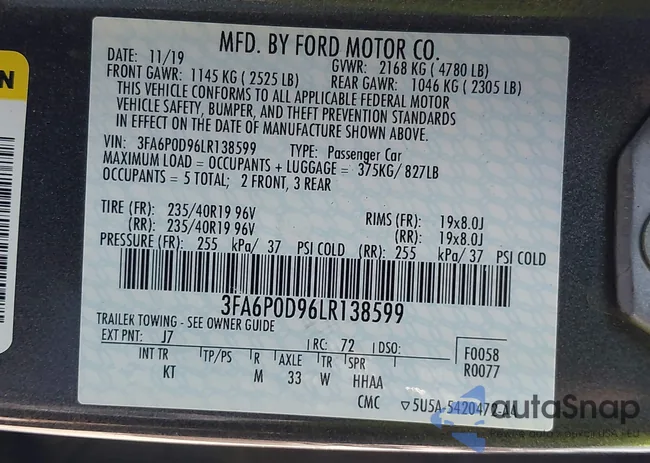 N
MFD. BY FORD MOTOR CO.
DATE: 11/19 GVWR: 2168 KG ( 4780 LB)
FRONT GAWR: 1145 KG ( 2525 LB) REAR GAWR: 1046 KG ( 2305 LB)
THIS VEHICLE CONFORMS TO ALL APPLICABLE FEDERAL MOTOR
VEHICLE SAFETY, BUMPER, AND THEFT PREVENTION STANDARDS
IN EFFECT ON THE DATE OF MANUFACTURE SHOWN ABOVE.
VIN: 3FA6P0D96LR138599 TYPE: Passenger Car
MAXIMUM LOAD = OCCUPANTS + LUGGAGE = 375KG/ 827LB
OCCUPANTS = 5 TOTAL; 2 FRONT, 3 REAR
TIRE (FR): 235/40R19 96V RIMS (FR): 19x8.0J
(RR): 235/40R19 96V (RR): 19x8.0J
PRESSURE (FR): 255 kPa/ 37 PSI COLD (RR): 255 kPa/ 37 PSI COLD
3FA6P0D96LR138599
TRAILER TOWING - SEE OWNER GUIDE
EXT PNT: J7 RC: 72 DSO: F0058
INT TR TP/PS R AXLE TR SPR R0077
KT M 33 W HHAA
CMC ▽5U5A-5420472-AA
autoSnap